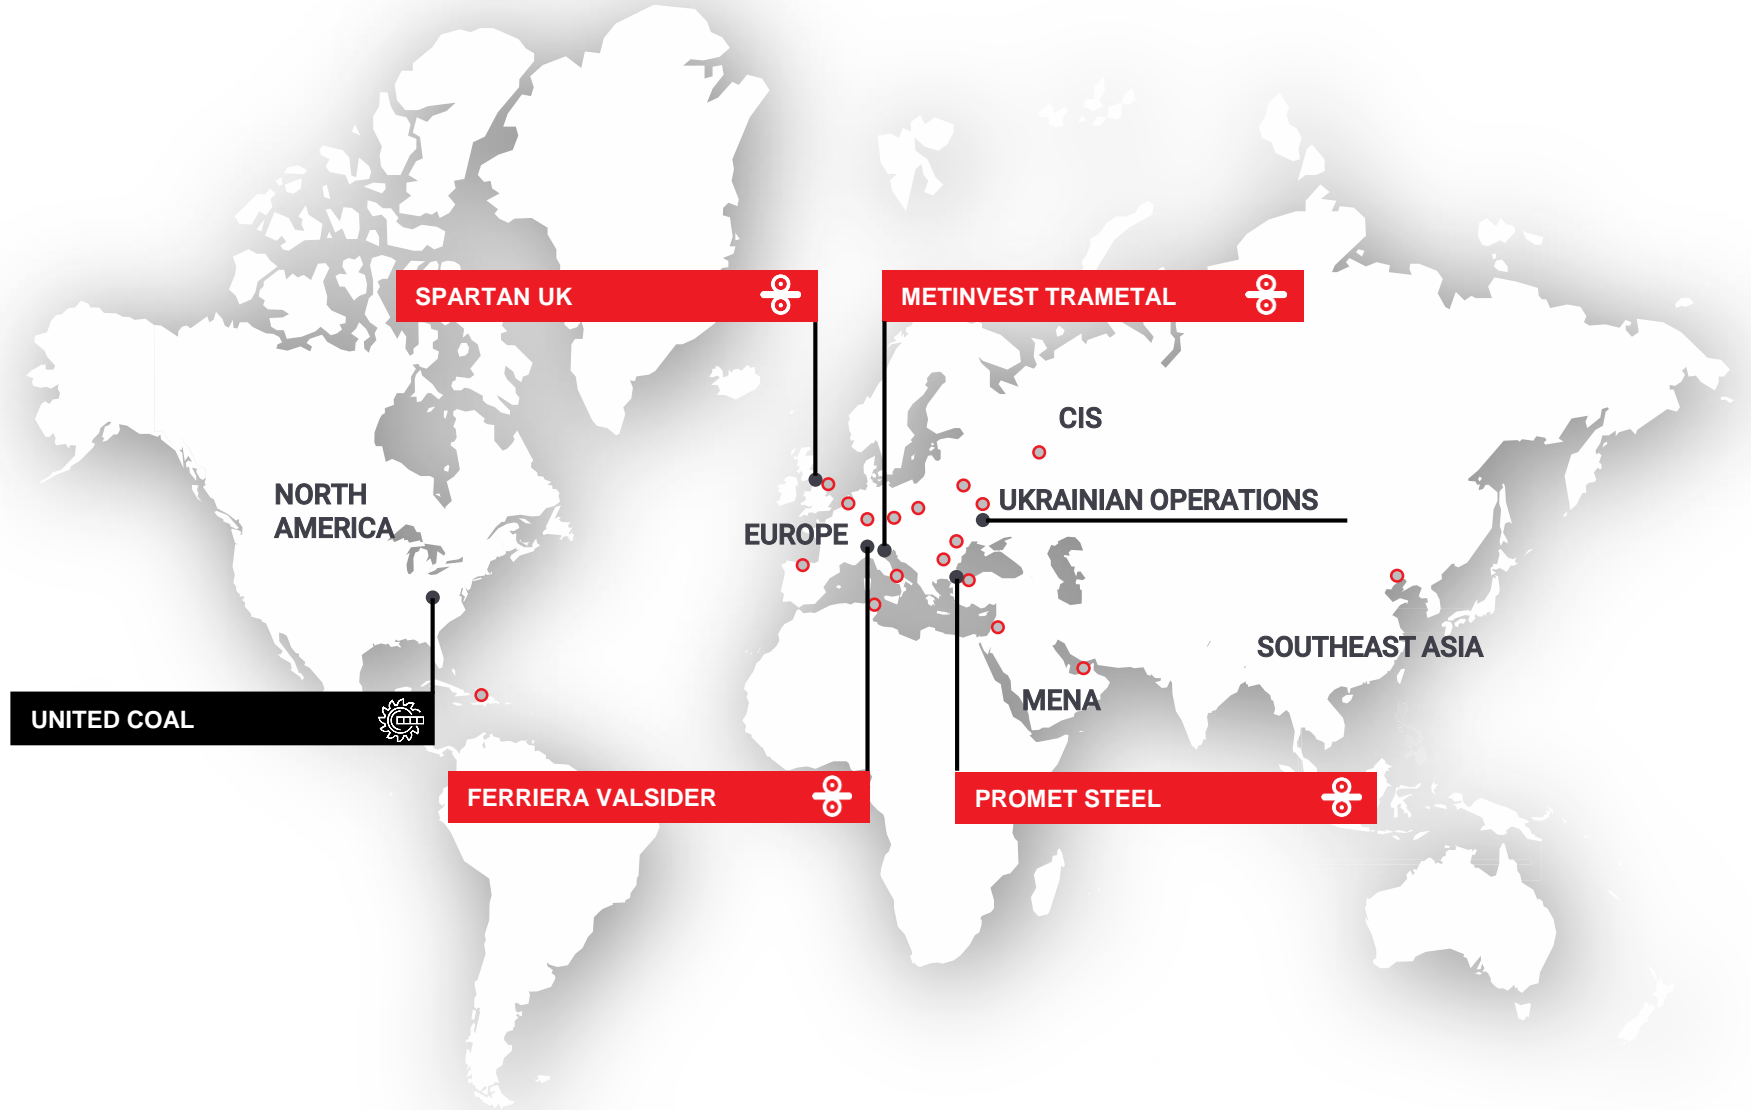 SPARTAN UK
METINVEST TRAMETAL
CIS
NORTH
AMERICA
UKRAINIAN OPERATIONS
EUROPE
SOUTHEAST ASIA
MENA
UNITED COAL
FERRIERA VALSIDER
PROMET STEEL